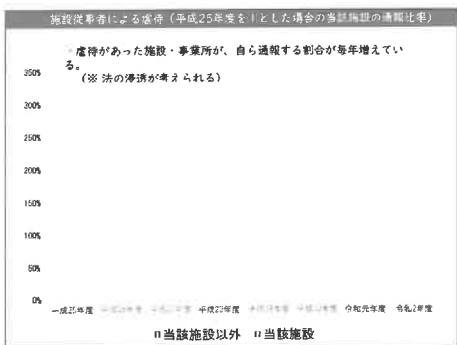 施設従事者による虐待(平成25年度を1とした場合の当該施設の通報比率)
虐待があった施設・事業所が、自ら通報する割合が毎年増えてい
る。
(※ 法の浸透が考えられる)
350%
300%
250%
200%
150%
100%
50%
0%
成25年度 令和元年度 令和2年度
当該施設以外 当該施設